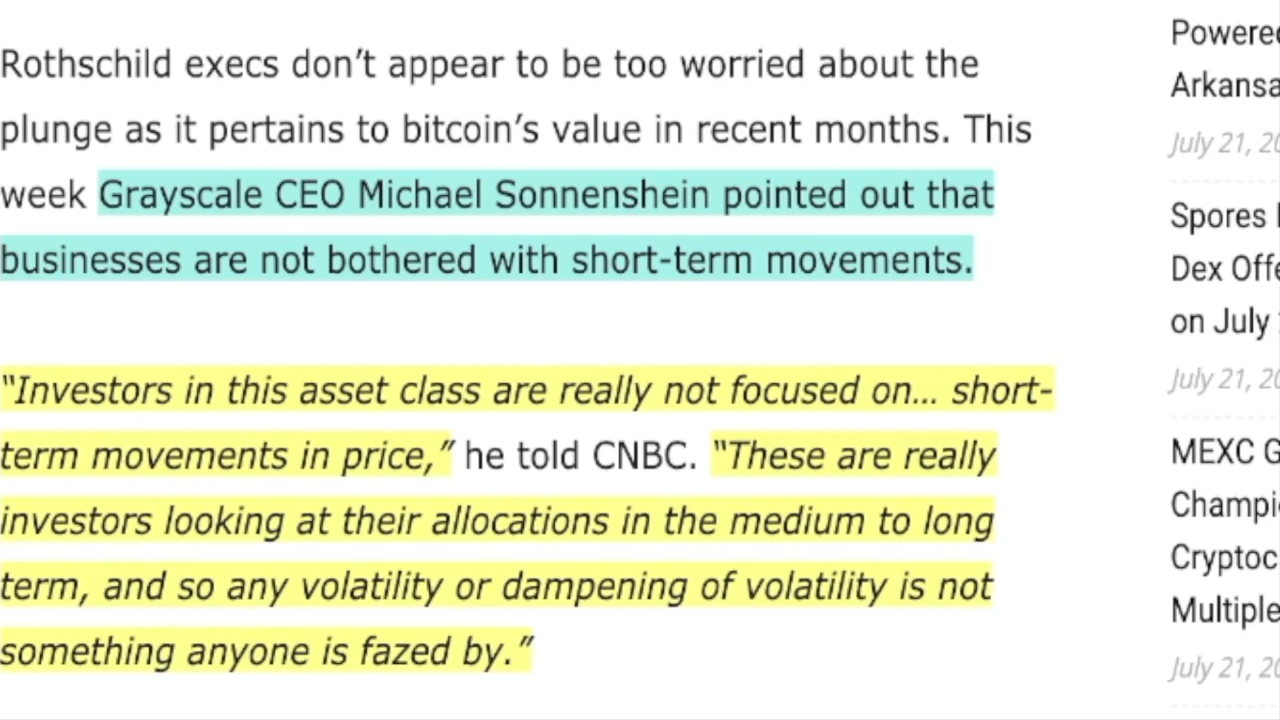 Rothschild execs don’t appear to be too worried about the
plunge as it pertains to bitcoin’s value in recent months. This
week Grayscale CEO Michael Sonnenshein pointed out that
businesses are not bothered with short-term movements.
“Investors in this asset class are really not focused on... short-
term movements in price,” he told CNBC. “These are really
investors looking at their allocations in the medium to long
term, and so any volatility or dampening of volatility is not
something anyone is fazed by.”
Powered
Arkansa
July 21, 20
Spores
Dex Offe
on July
July 21, 20
MEXC G
Champi
Cryptoc
Multiple
July 21, 20